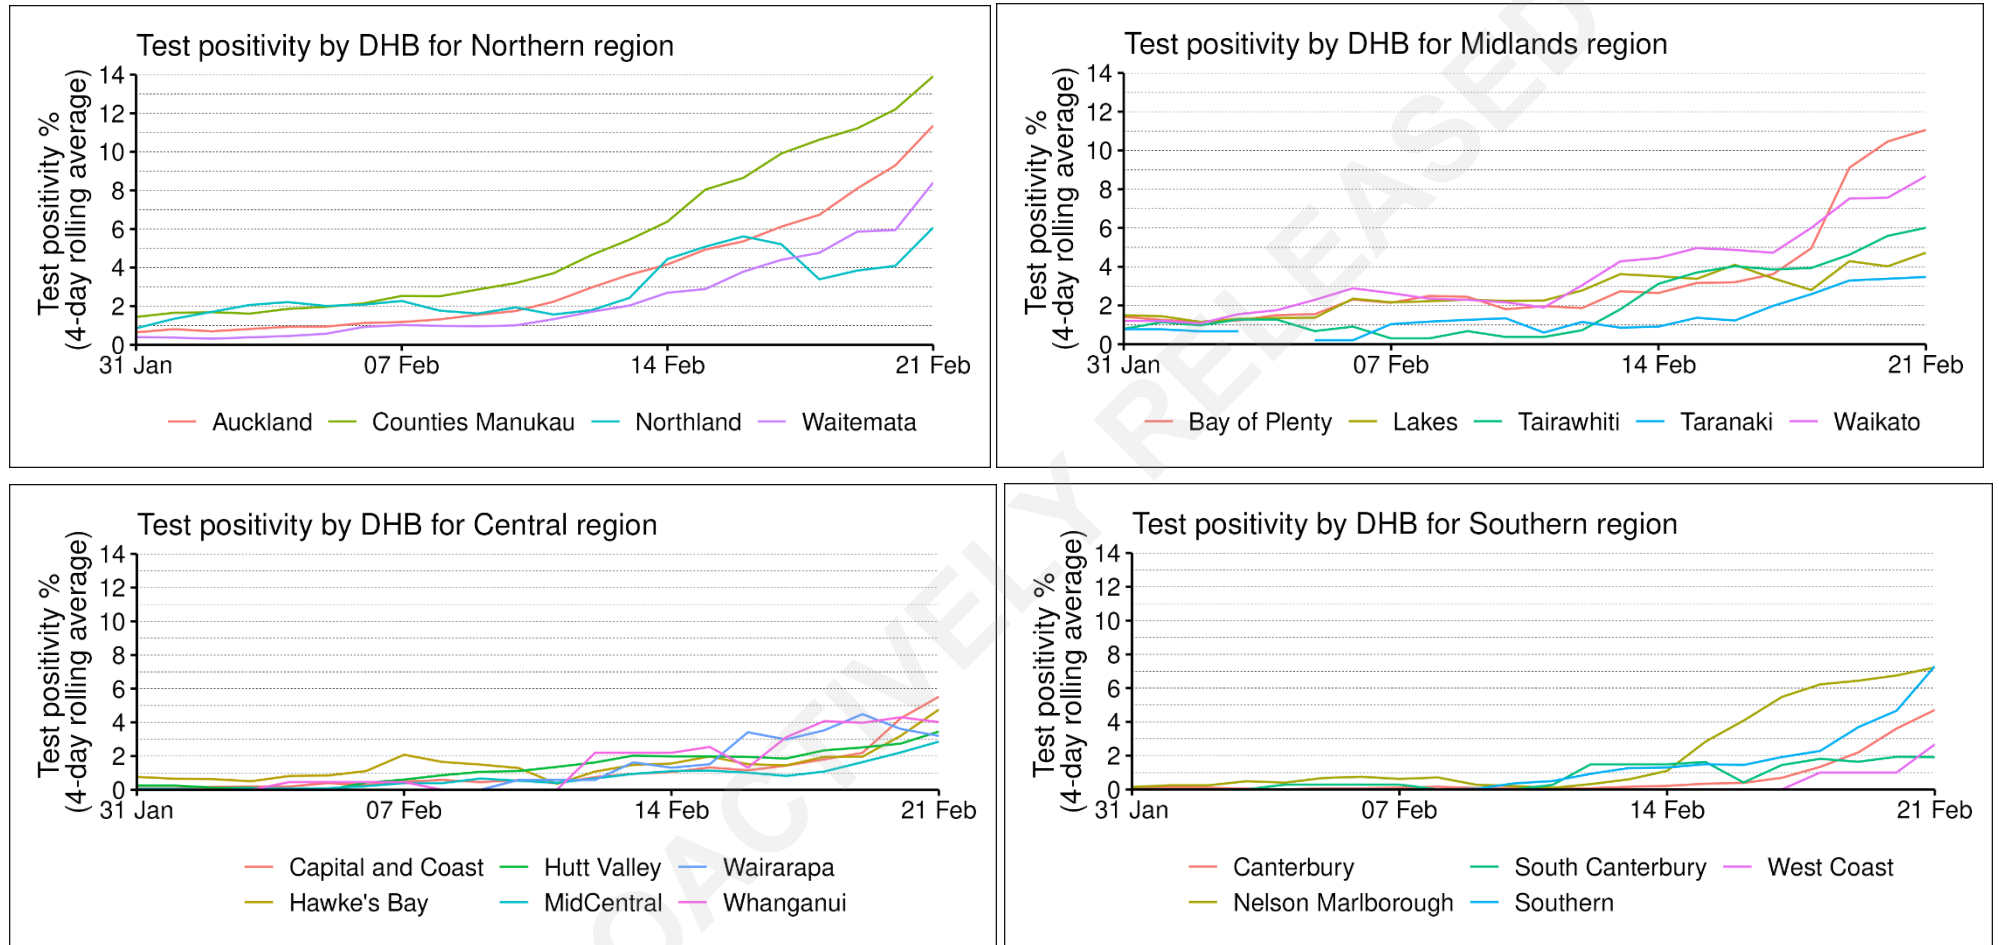 Test positivity by DHB for Northern region
Test positivity %
(4-day rolling average)
14
12
10
8
6
4
2
0
31 Jan
07 Feb
14 Feb
21 Feb
Auckland
Counties Manukau
Northland
Waitemata
Test positivity by DHB for Midlands region
Test positivity %
(4-day rolling average)
14
12
10
8
6
4
2
0
31 Jan
07 Feb
14 Feb
21 Feb
Bay of Plenty
Lakes
Tairawhiti
Taranaki
Waikato
Test positivity by DHB for Central region
Test positivity %
(4-day rolling average)
14
12
10
8
6
4
2
0
31 Jan
07 Feb
14 Feb
21 Feb
Capital and Coast
Hutt Valley
Wairarapa
Hawke's Bay
MidCentral
Whanganui
Test positivity by DHB for Southern region
Test positivity %
(4-day rolling average)
14
12
10
8
6
4
2
0
31 Jan
07 Feb
14 Feb
21 Feb
Canterbury
South Canterbury
West Coast
Nelson Marlborough
Southern
OACTIVELY RELEASED